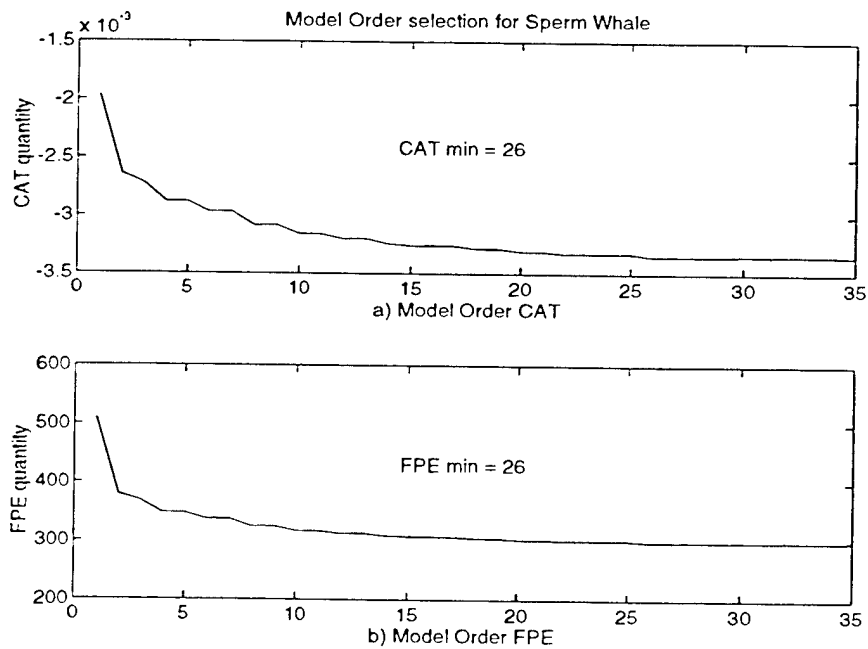 Model Order selection for Sperm Whale
x 10^-3
-1.5
-2
-2.5
-3
-3.5
CAT quantity
CAT min = 26
0 5 10 15 20 25 30 35
a) Model Order CAT
600
500
400
300
200
FPE quantity
FPE min = 26
0 5 10 15 20 25 30 35
b) Model Order FPE